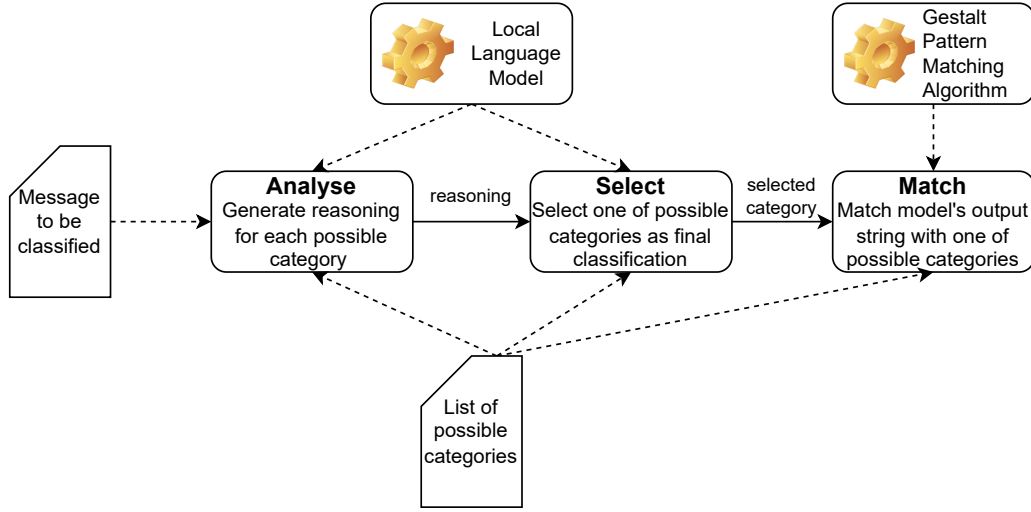 Local
Language
Model
Gestalt
Pattern
Matching
Algorithm
Message
to be
classified
Analyse
Generate reasoning
for each possible
category
reasoning
Select
Select one of possible
categories as final
classification
selected
category
Match
Match model's output
string with one of
possible categories
List of
possible
categories